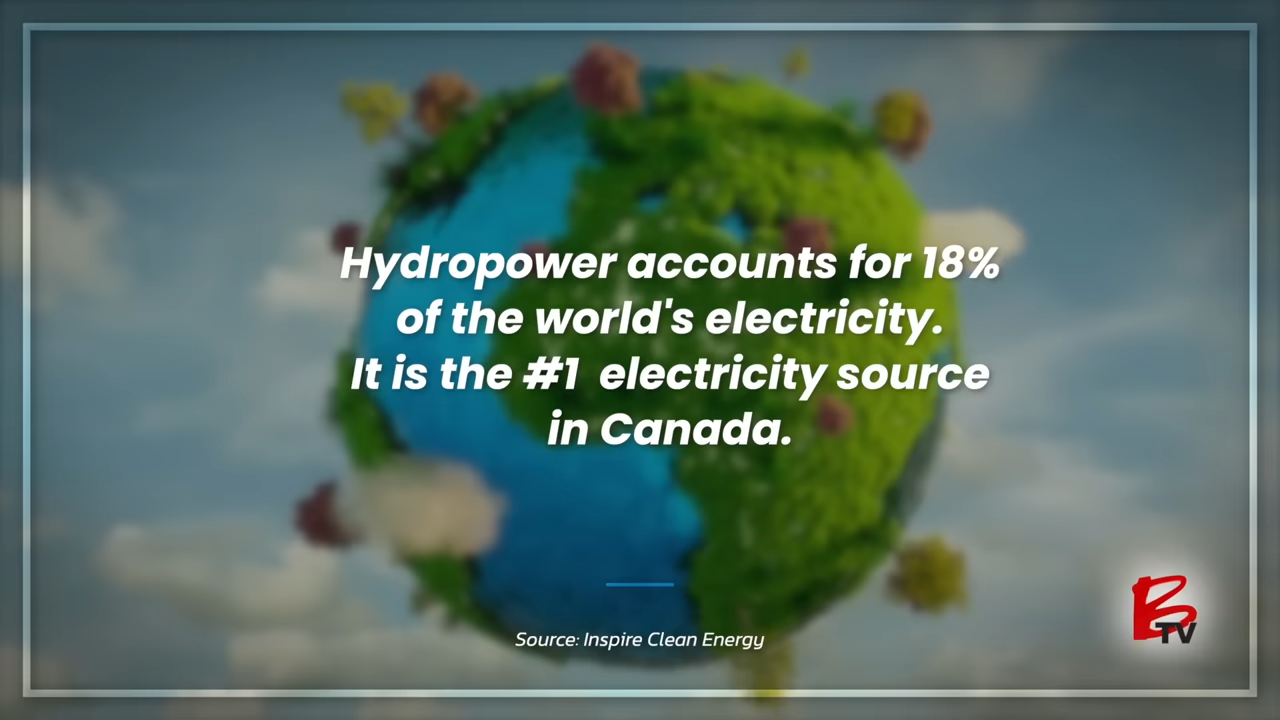 Hydropower accounts for 18%
of the world's electricity.
It is the #1 electricity source
in Canada.
Source: Inspire Clean Energy
B
TV